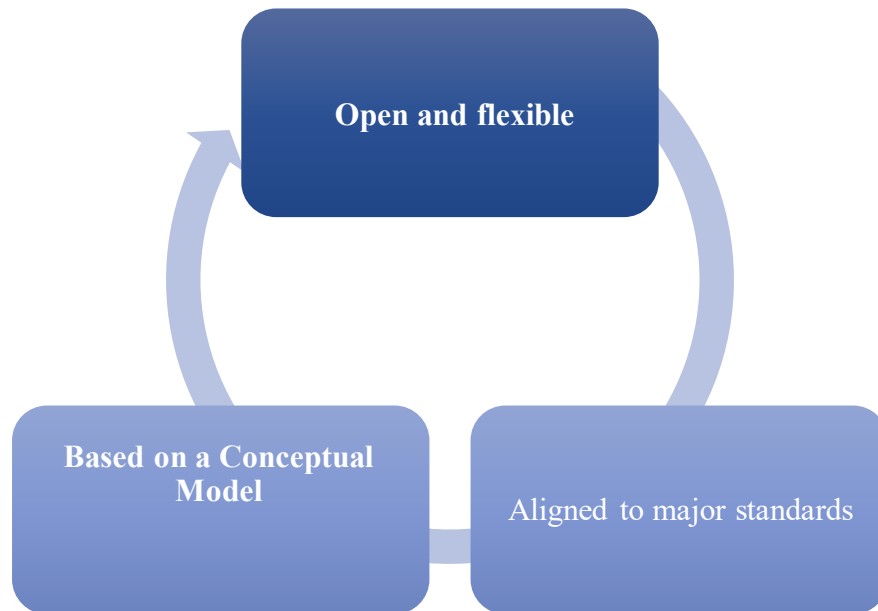 Open and flexible
Based on a Conceptual
Model
Aligned to major standards